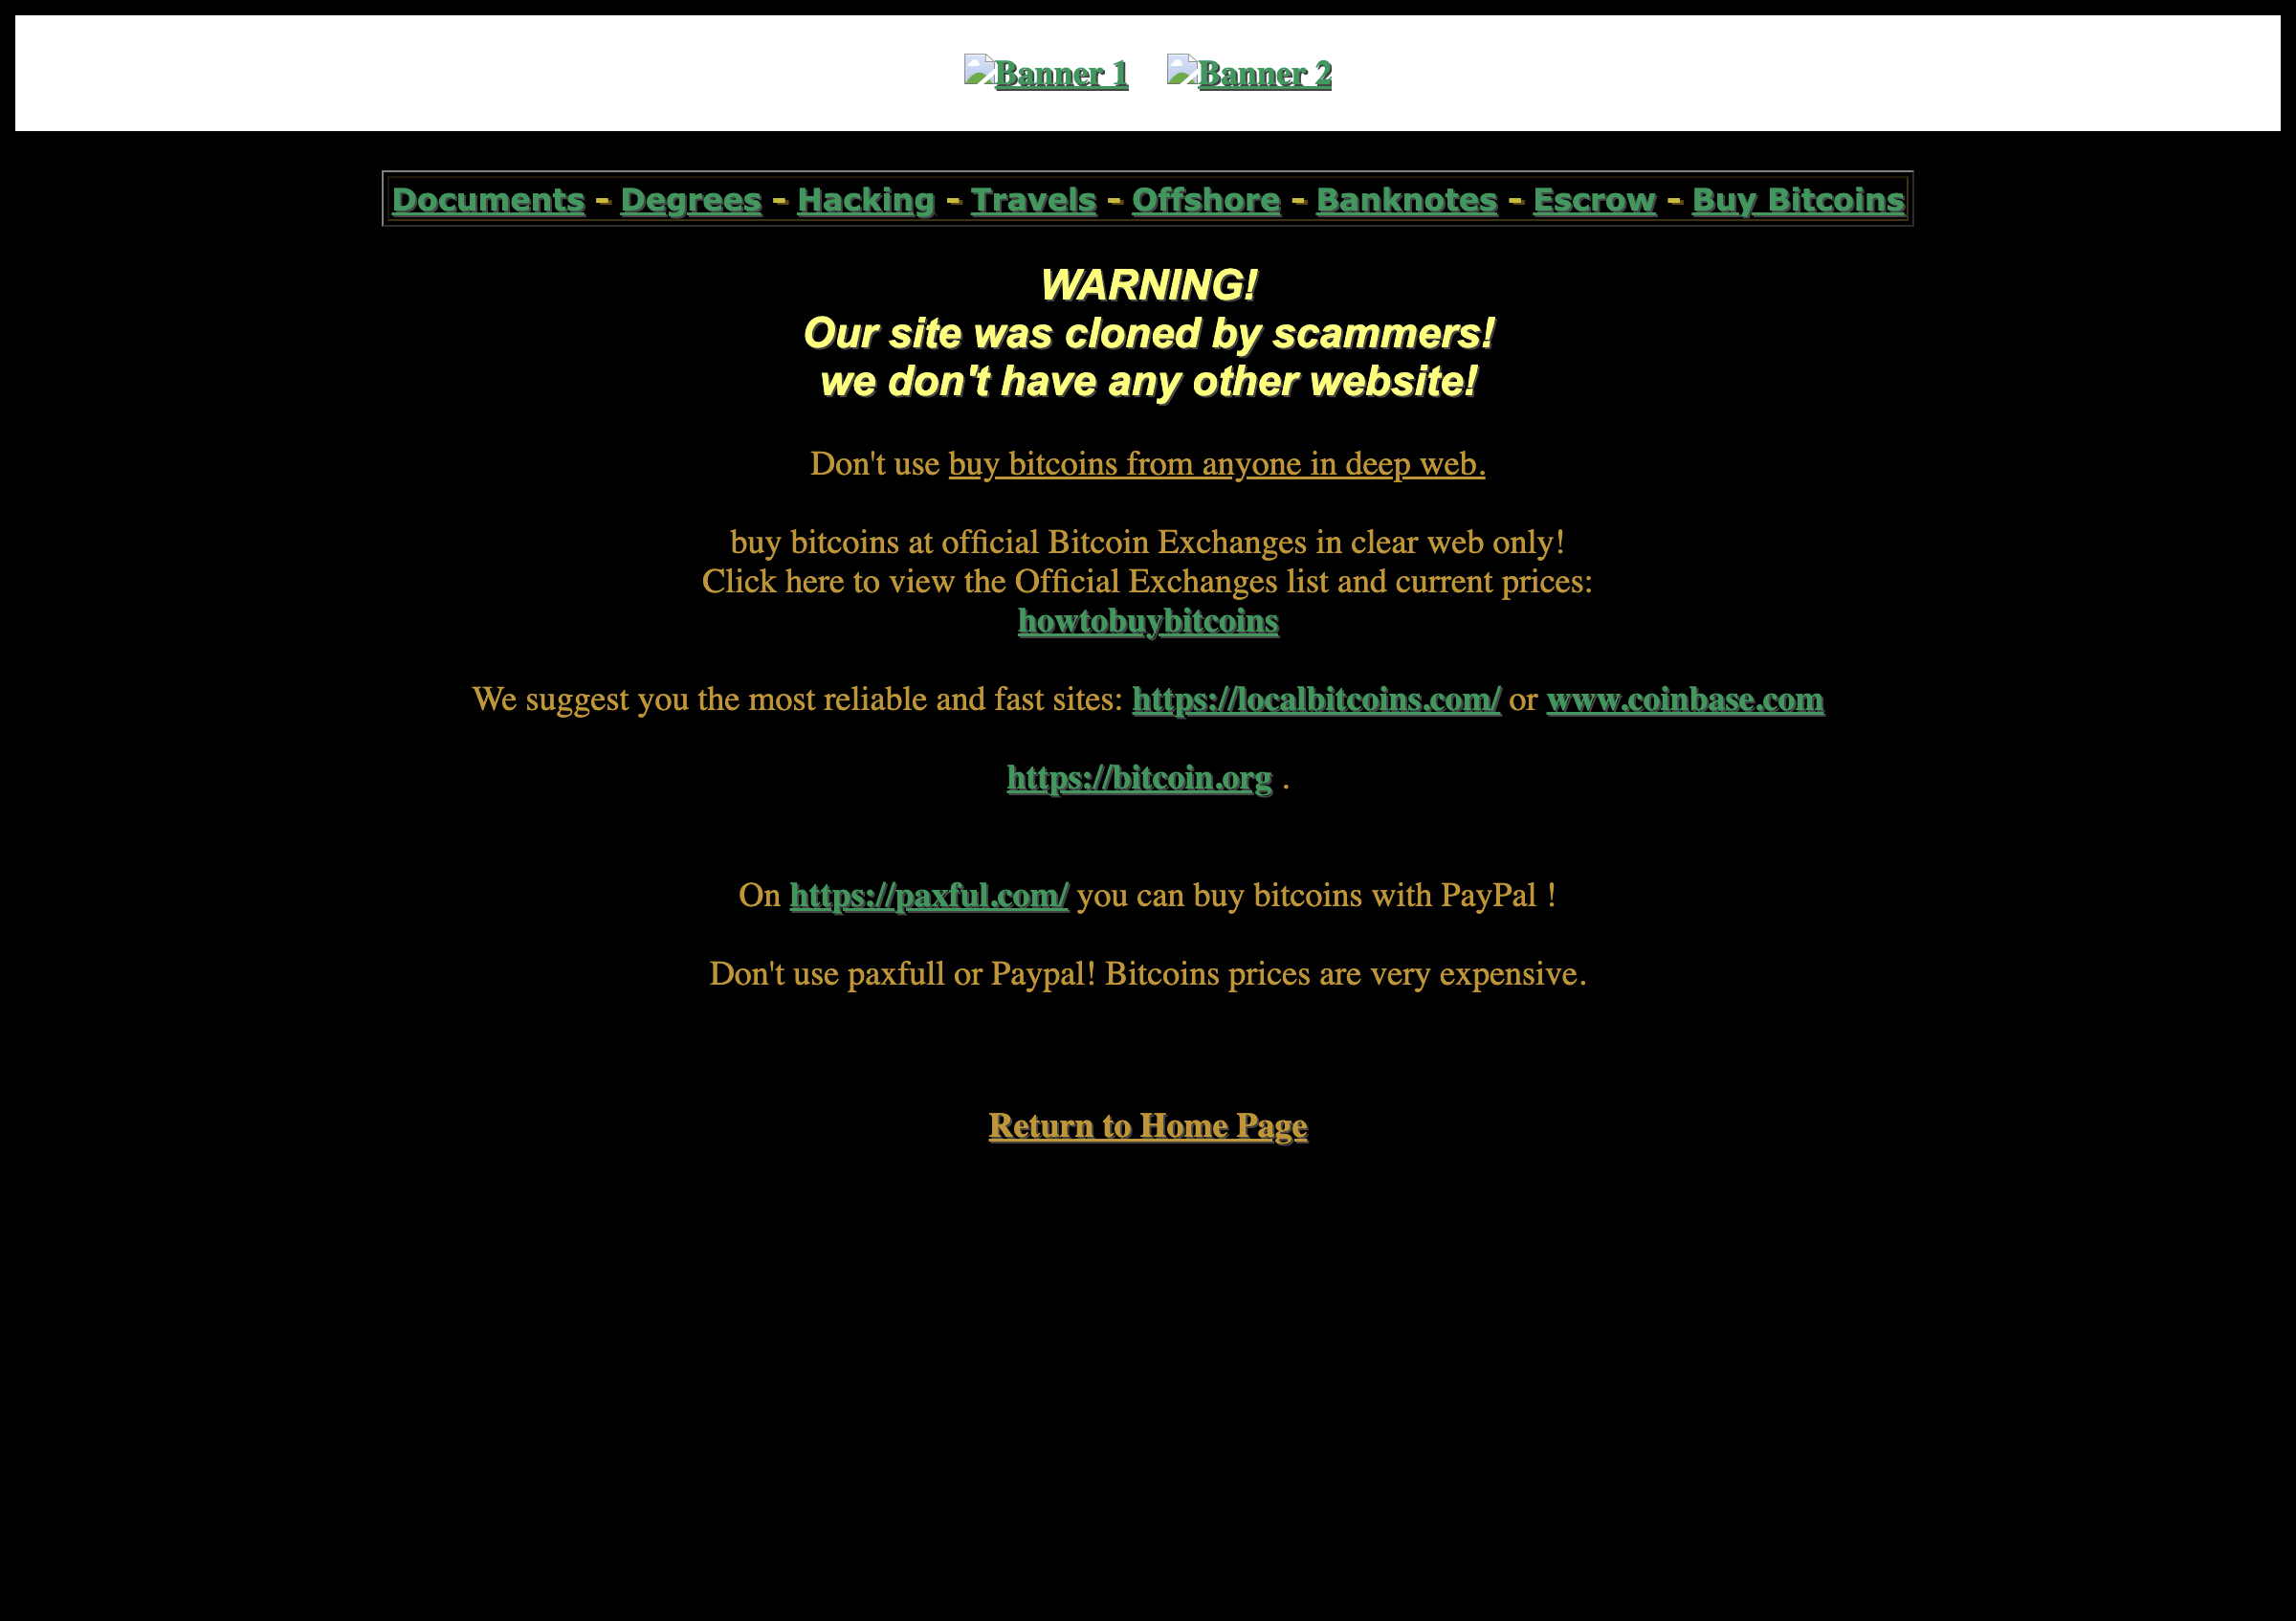 Banner 1 Banner 2
Documents - Degrees - Hacking - Travels - Offshore - Banknotes - Escrow - Buy Bitcoins
WARNING!
Our site was cloned by scammers!
we don't have any other website!
Don't use buy bitcoins from anyone in deep web.
buy bitcoins at official Bitcoin Exchanges in clear web only!
Click here to view the Official Exchanges list and current prices:
howtobuybitcoins
We suggest you the most reliable and fast sites: https://localbitcoins.com/ or www.coinbase.com
https://bitcoin.org .
On https://paxful.com/ you can buy bitcoins with PayPal !
Don't use paxfull or Paypal! Bitcoins prices are very expensive.
Return to Home Page